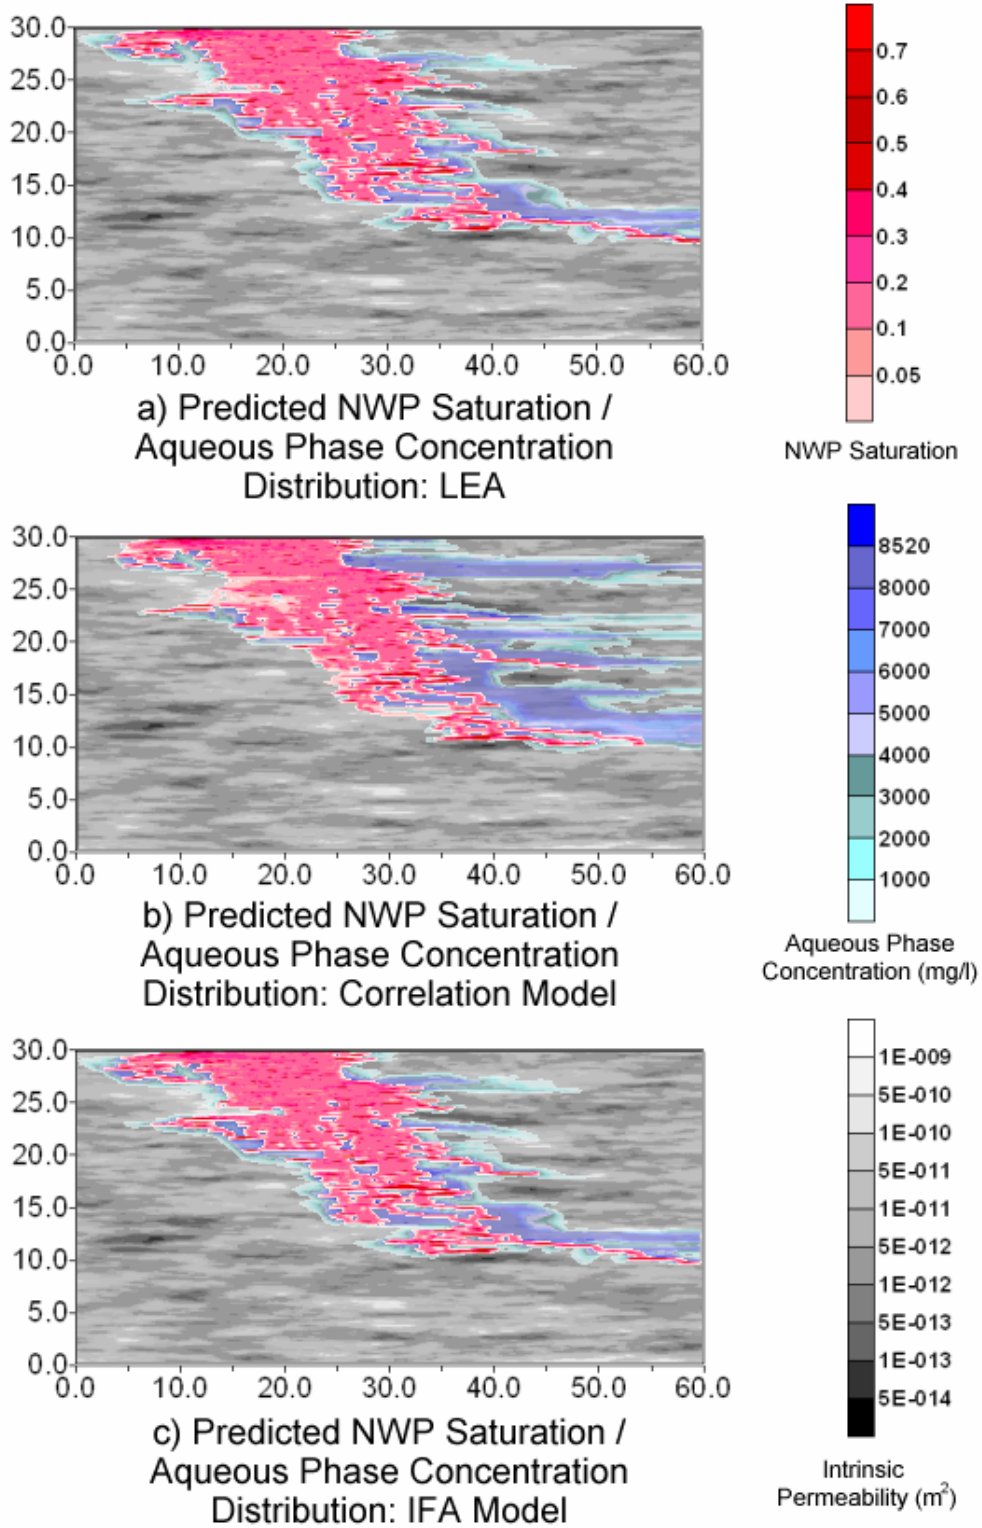 30.0
25.0
20.0
15.0
10.0
5.0
0.0
0.0 10.0 20.0 30.0 40.0 50.0 60.0
a) Predicted NWP Saturation /
Aqueous Phase Concentration
Distribution: LEA
0.7
0.6
0.5
0.4
0.3
0.2
0.1
0.05
NWP Saturation
30.0
25.0
20.0
15.0
10.0
5.0
0.0
0.0 10.0 20.0 30.0 40.0 50.0 60.0
b) Predicted NWP Saturation /
Aqueous Phase Concentration
Distribution: Correlation Model
8520
8000
7000
6000
5000
4000
3000
2000
1000
Aqueous Phase
Concentration (mg/l)
30.0
25.0
20.0
15.0
10.0
5.0
0.0
0.0 10.0 20.0 30.0 40.0 50.0 60.0
c) Predicted NWP Saturation /
Aqueous Phase Concentration
Distribution: IFA Model
1E-009
5E-010
1E-010
5E-011
1E-011
5E-012
1E-012
5E-013
1E-013
5E-014
Intrinsic
Permeability (m²)